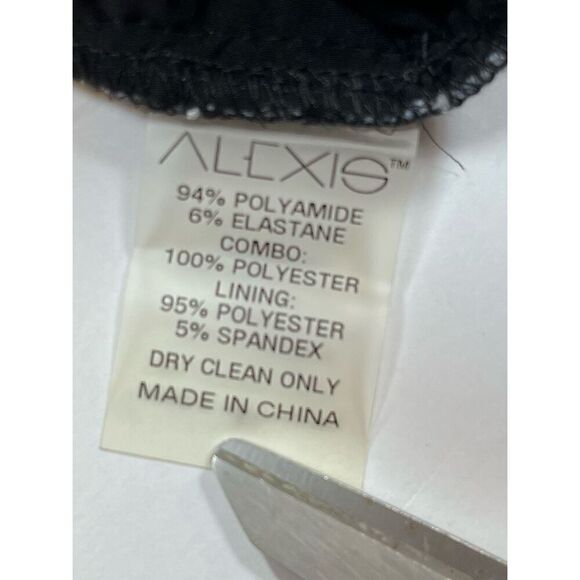 ALEXIS™
94% POLYAMIDE
6% ELASTANE
COMBO:
100% POLYESTER
LINING:
95% POLYESTER
5% SPANDEX
DRY CLEAN ONLY
MADE IN CHINA